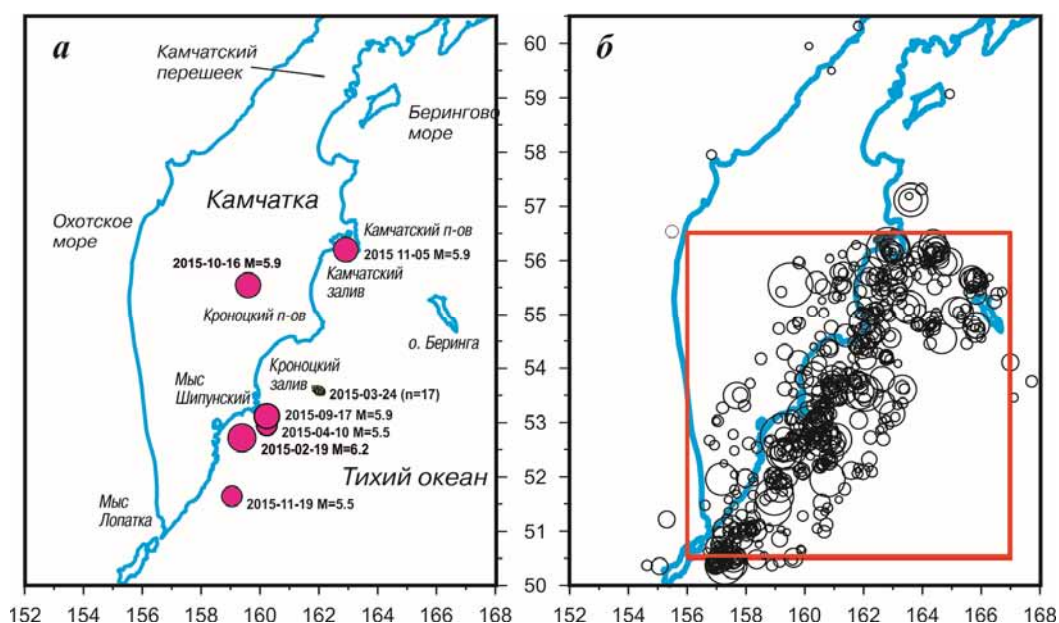 а
Камчатский
перешеек
Берингово
море
Камчатка
Охотское
море
Камчатский п-ов
2015 11-05 M=5.9
2015-10-16 M=5.9
Камчатский
залив
Кроноцкий п-ов
о. Беринга
Кроноцкий
залив
Мыс
Шипунский
2015-03-24 (n=17)
2015-09-17 M=5.9
2015-04-10 M=5.5
2015-02-19 M=6.2
Тихий океан
2015-11-19 M=5.5
Мыс
Лопатка
152 154 156 158 160 162 164 166 168
б
60
59
58
57
56
55
54
53
52
51
50
152 154 156 158 160 162 164 166 168